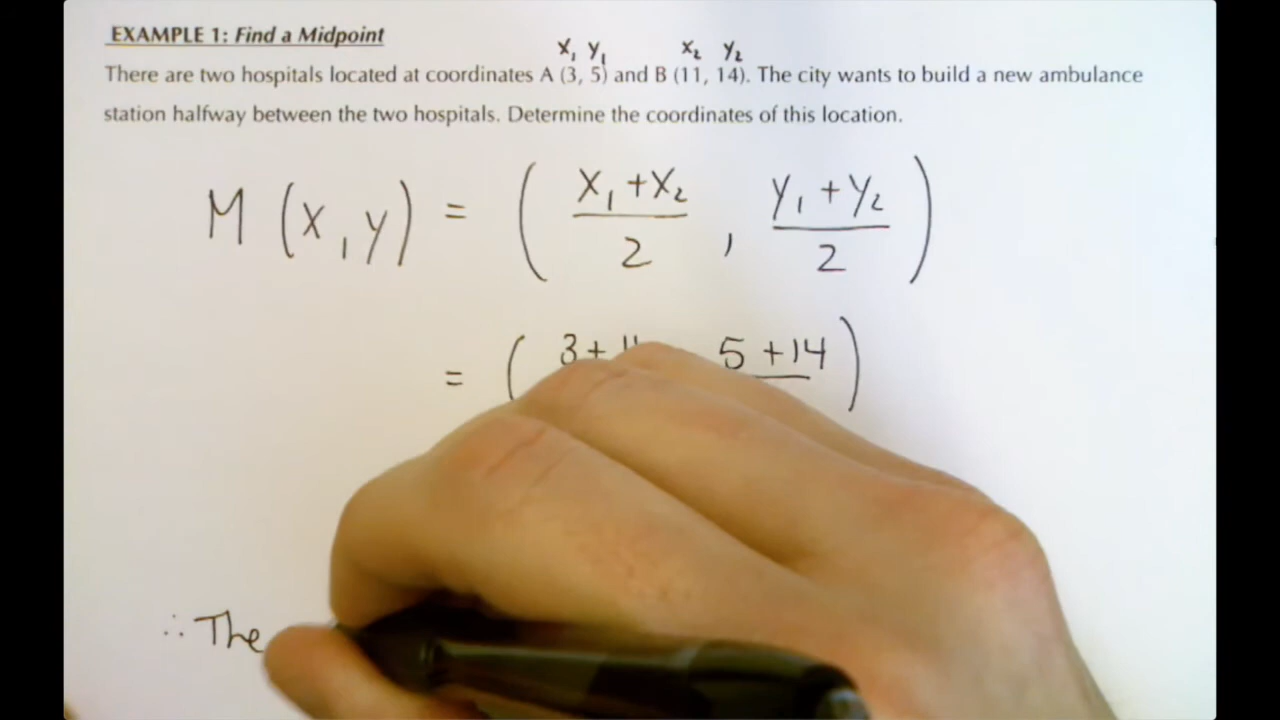 EXAMPLE 1: Find a Midpoint
x₁ y₁ x₂ y₂
There are two hospitals located at coordinates A (3, 5) and B (11, 14). The city wants to build a new ambulance
station halfway between the two hospitals. Determine the coordinates of this location.
M (x, y) = ( x₁ + x₂ / 2 , y₁ + y₂ / 2 )
= ( 3 + 5 + 14 )
∴ The